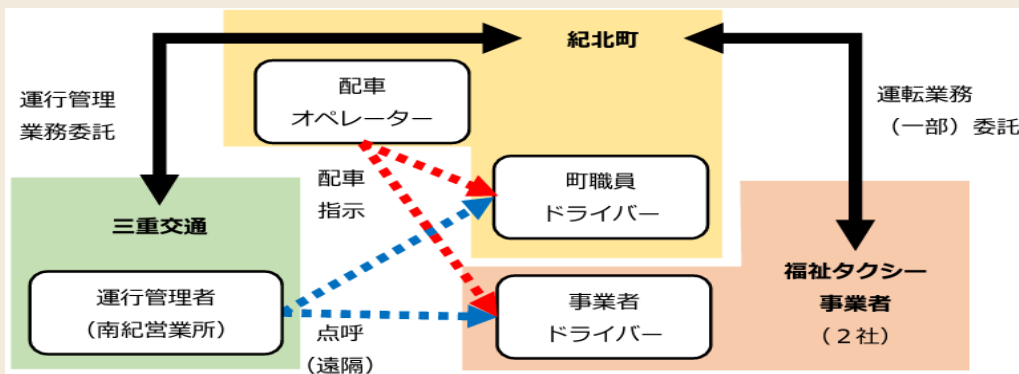 紀北町
配車
オペレーター
運行管理
業務委託
運転業務
（一部）委託
配車
指示
町職員
ドライバー
三重交通
運行管理者
（南紀営業所）
点呼
（遠隔）
事業者
ドライバー
福祉タクシー
事業者
（２社）